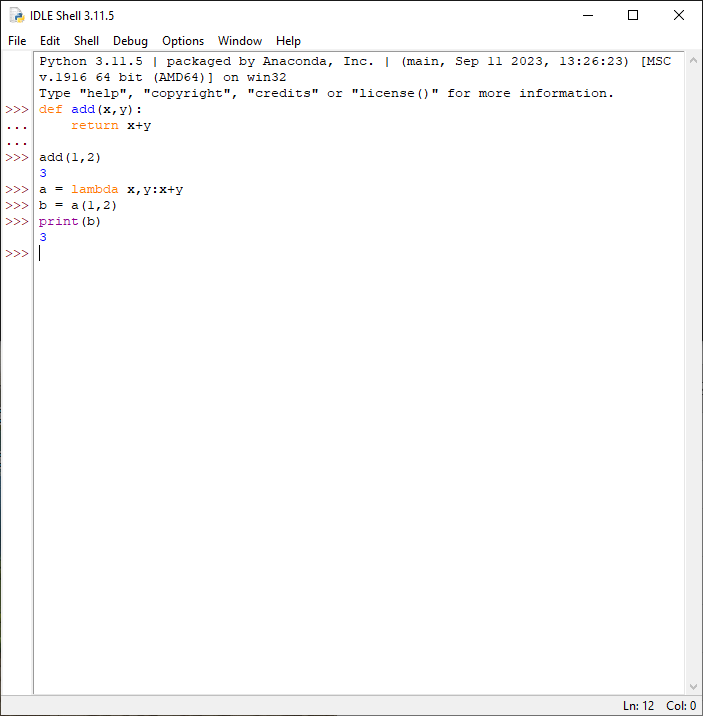 IDLE Shell 3.11.5
File Edit Shell Debug Options Window Help
Python 3.11.5 | packaged by Anaconda, Inc. | (main, Sep 11 2023, 13:26:23) [MSC
v.1916 64 bit (AMD64)] on win32
Type "help", "copyright", "credits" or "license()" for more information.
>>> def add(x,y):
...     return x+y
...
>>> add(1,2)
3
>>> a = lambda x,y:x+y
>>> b = a(1,2)
>>> print(b)
3
>>>
Ln: 12 Col: 0